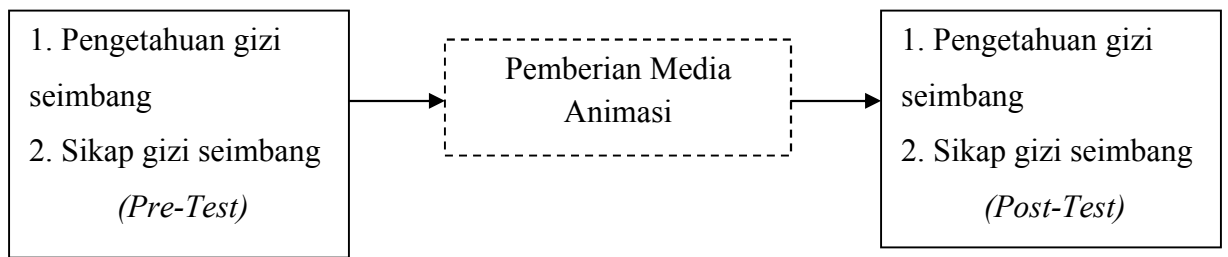 1. Pengetahuan gizi
seimbang
2. Sikap gizi seimbang
(Pre-Test)
Pemberian Media
Animasi
1. Pengetahuan gizi
seimbang
2. Sikap gizi seimbang
(Post-Test)